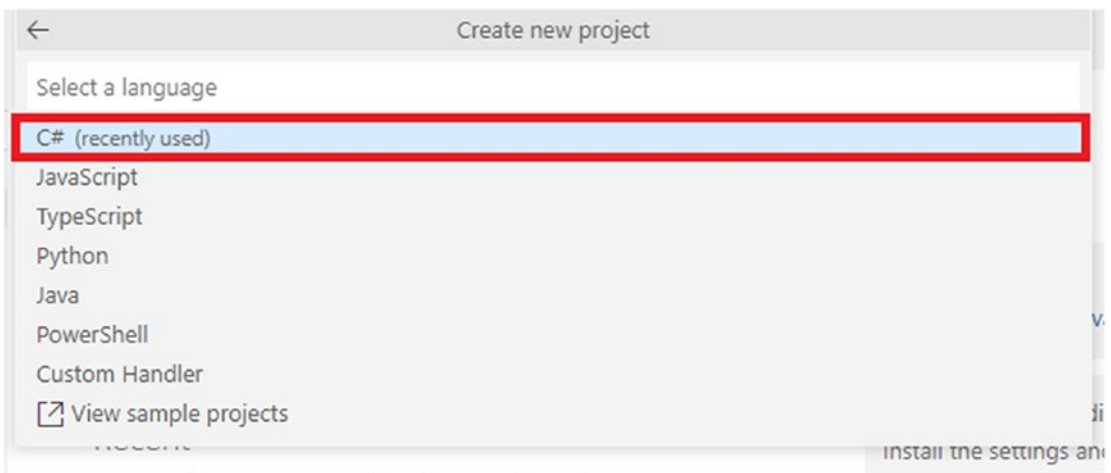 Create new project
Select a language
C# (recently used)
JavaScript
TypeScript
Python
Java
PowerShell
Custom Handler
View sample projects
Install the settings